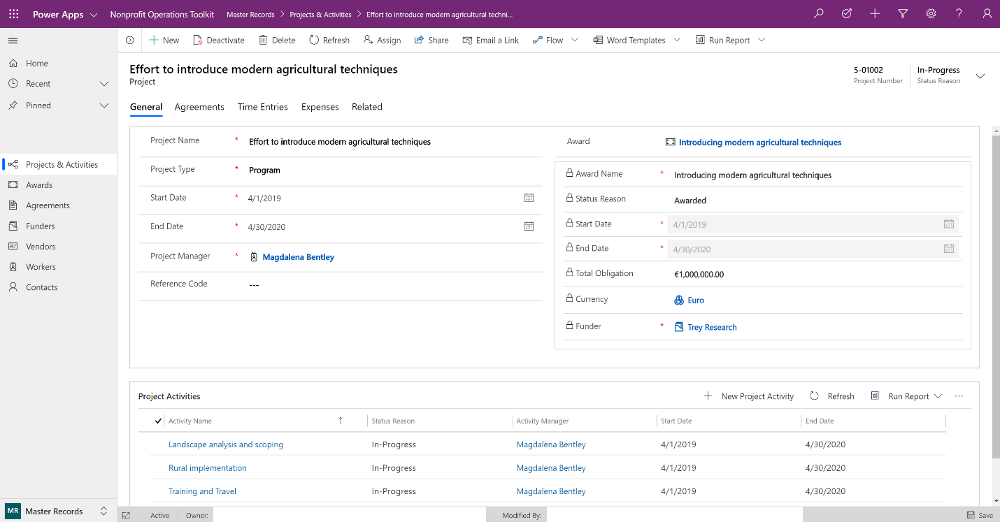 Power Apps Nonprofit Operations Toolkit Master Records Projects & Activities Effort to introduce modern agricultural techni...
New Deactivate Delete Refresh Assign Share Email a Link Flow Word Templates Run Report
Home
Recent
Pinned
Projects & Activities
Awards
Agreements
Funders
Vendors
Workers
Contacts
MR Master Records
Effort to introduce modern agricultural techniques
Project
5-01002
Project Number
In-Progress
Status Reason
General Agreements Time Entries Expenses Related
Project Name * Effort to introduce modern agricultural techniques
Project Type * Program
Start Date * 4/1/2019
End Date * 4/30/2020
Project Manager * Magdalena Bentley
Reference Code ---
Award Introducing modern agricultural techniques
Award Name * Introducing modern agricultural techniques
Status Reason Awarded
Start Date * 4/1/2019
End Date * 4/30/2020
Total Obligation €1,000,000.00
Currency Euro
Funder * Trey Research
Project Activities New Project Activity Refresh Run Report ...
Activity Name Status Reason Activity Manager Start Date End Date
Landscape analysis and scoping In-Progress Magdalena Bentley 4/1/2019 4/30/2020
Rural implementation In-Progress Magdalena Bentley 4/1/2019 4/30/2020
Training and Travel In-Progress Magdalena Bentley 4/1/2019 4/30/2020
Active Owner: Modified By: Save